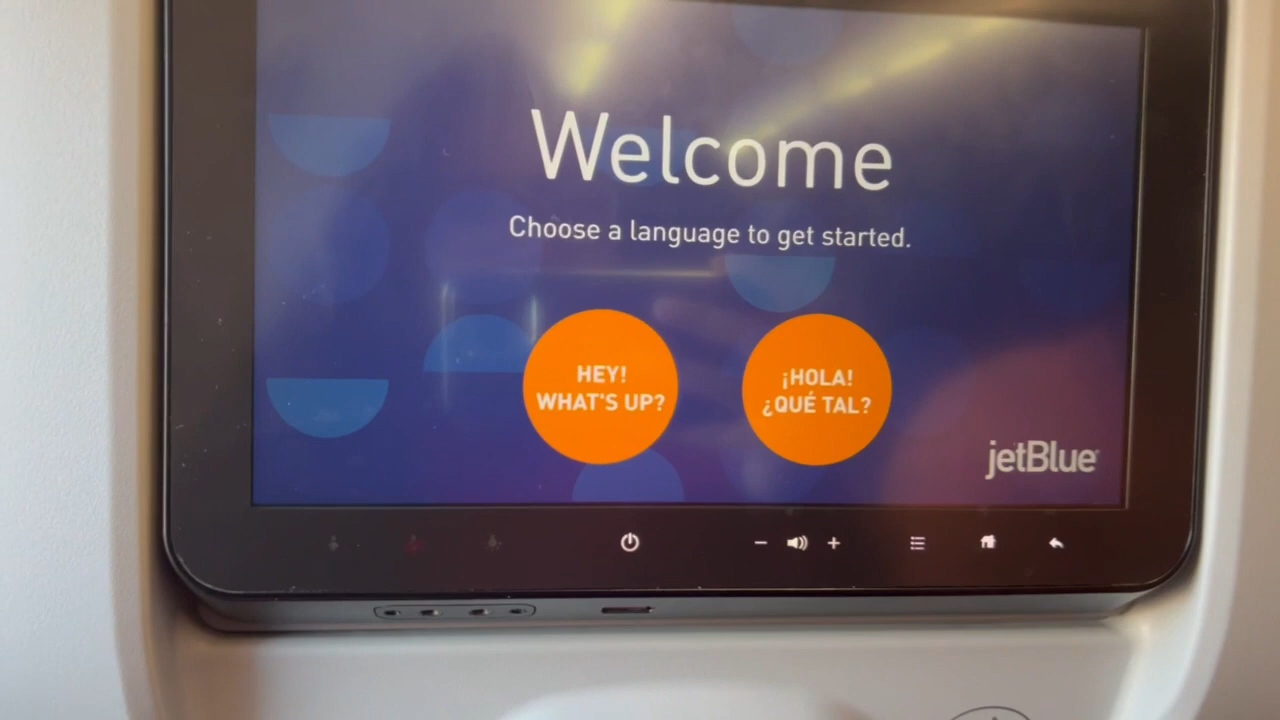 Welcome
Choose a language to get started.
HEY!
WHAT'S UP?
¡HOLA!
¿QUÉ TAL?
jetBlue